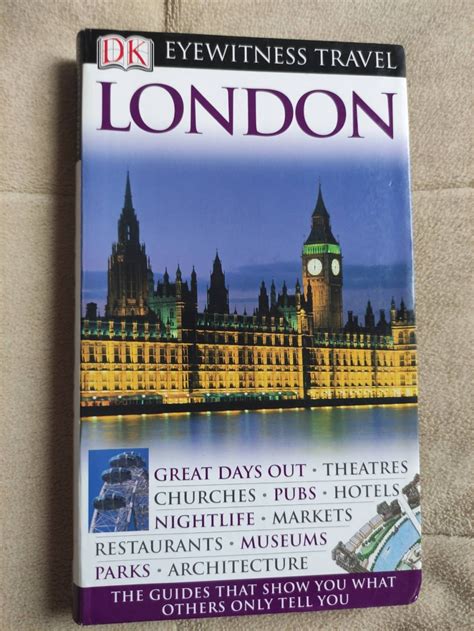 DK EYEWITNESS TRAVEL
LONDON
GREAT DAYS OUT • THEATRES
CHURCHES • PUBS • HOTELS
NIGHTLIFE • MARKETS
RESTAURANTS • MUSEUMS
PARKS • ARCHITECTURE
THE GUIDES THAT SHOW YOU WHAT
OTHERS ONLY TELL YOU